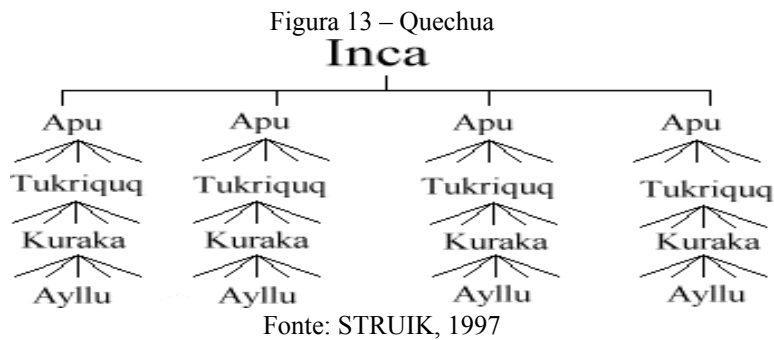 Figura 13 – Quechua
Inca
Apu Apu Apu Apu
Tukriquq Tukriquq Tukriquq Tukriquq
Kuraka Kuraka Kuraka Kuraka
Ayllu Ayllu Ayllu Ayllu
Fonte: STRUIK, 1997